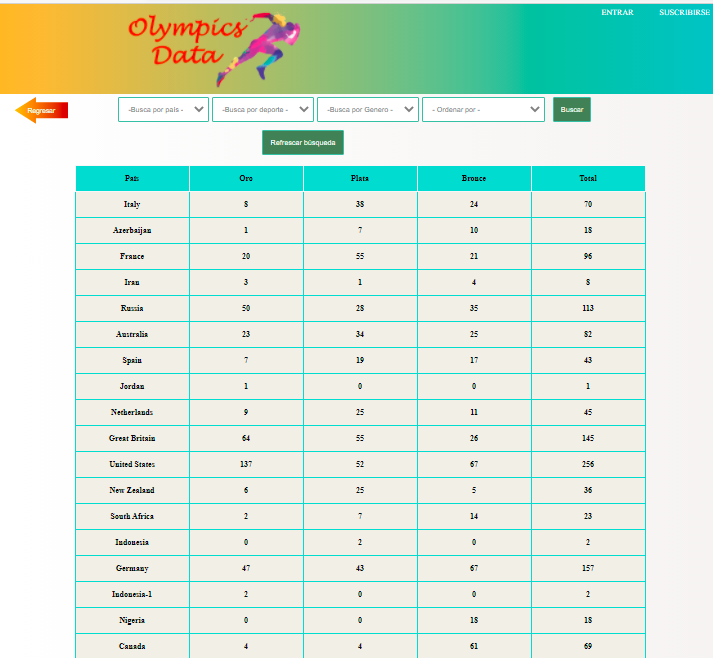 ENTRAR SUSCRIBIRSE
Olympics
Data
Regresar
-Busca por país - -Busca por deporte - -Busca por Genero - - Ordenar por - Buscar
Refrescar búsqueda
País Oro Plata Bronce Total
Italy 8 38 24 70
Azerbaijan 1 7 10 18
France 20 55 21 96
Iran 3 1 4 8
Russia 50 28 35 113
Australia 23 34 25 82
Spain 7 19 17 43
Jordan 1 0 0 1
Netherlands 9 25 11 45
Great Britain 64 55 26 145
United States 137 52 67 256
New Zealand 6 25 5 36
South Africa 2 7 14 23
Indonesia 0 2 0 2
Germany 47 43 67 157
Indonesia-1 2 0 0 2
Nigeria 0 0 18 18
Canada 4 4 61 69